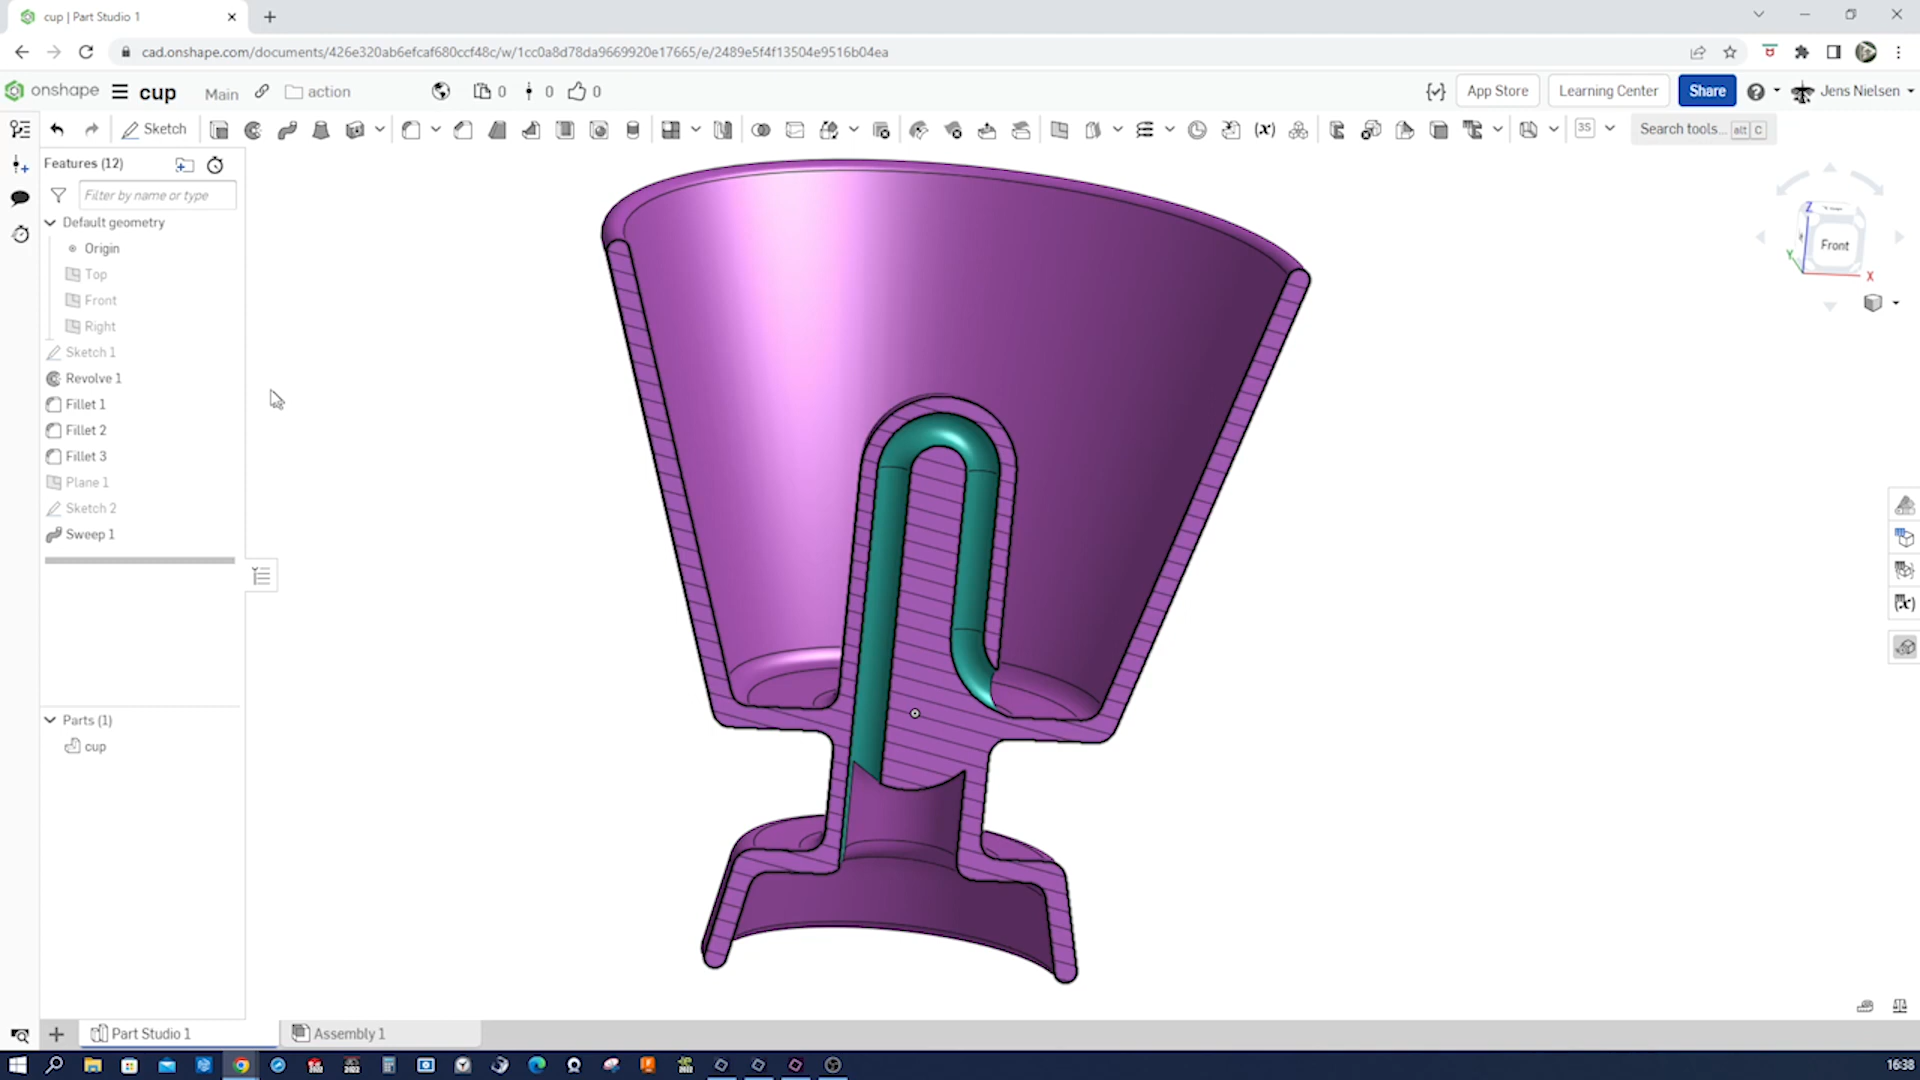 cup | Part Studio 1
cad.onshape.com/documents/426e320ab6efcaf680ccf48c/w/1cc0a8d78da9669920e17665/e/2489e5f4f13504e9516b04ea
onshape cup Main action 0 0 0 App Store Learning Center Share Jens Nielsen
Sketch (x) 3S Search tools... alt C
Features (12)
Filter by name or type
Default geometry
Origin
Top
Front
Right
Sketch 1
Revolve 1
Fillet 1
Fillet 2
Fillet 3
Plane 1
Sketch 2
Sweep 1
Parts (1)
cup
Z
Front
Y
X
(x)
Part Studio 1 Assembly 1
16:38